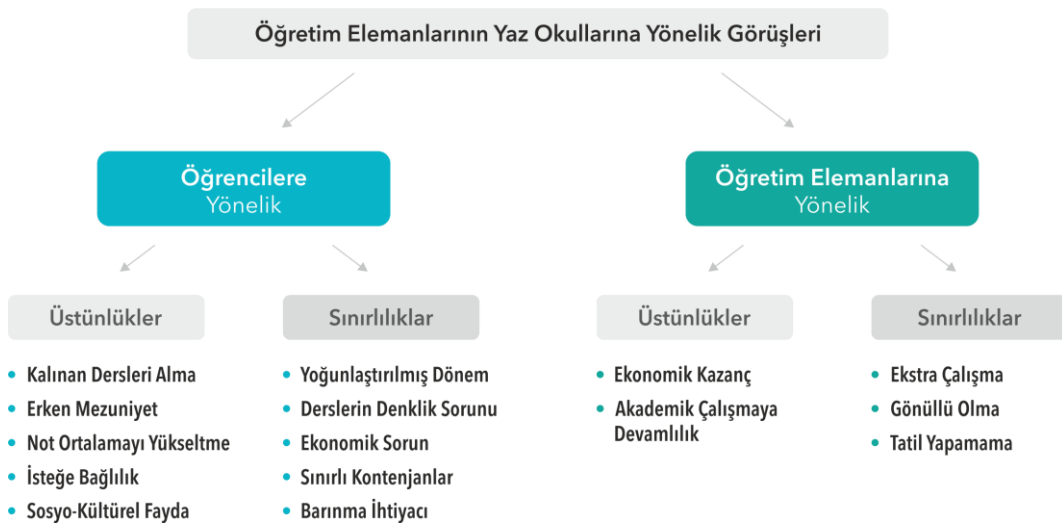 Öğretim Elemanlarının Yaz Okullarına Yönelik Görüşleri
Öğrencilere
Yönelik
Üstünlükler
• Kalınan Dersleri Alma
• Erken Mezuniyet
• Not Ortalamayı Yükseltme
• İsteğe Bağlılık
• Sosyo-Kültürel Fayda
Sınırlılıklar
• Yoğunlaştırılmış Dönem
• Derslerin Denklik Sorunu
• Ekonomik Sorun
• Sınırlı Kontenjanlar
• Barınma İhtiyacı
Öğretim Elemanlarına
Yönelik
Üstünlükler
• Ekonomik Kazanç
• Akademik Çalışmaya
Devamlılık
Sınırlılıklar
• Ekstra Çalışma
• Gönüllü Olma
• Tatil Yapamama